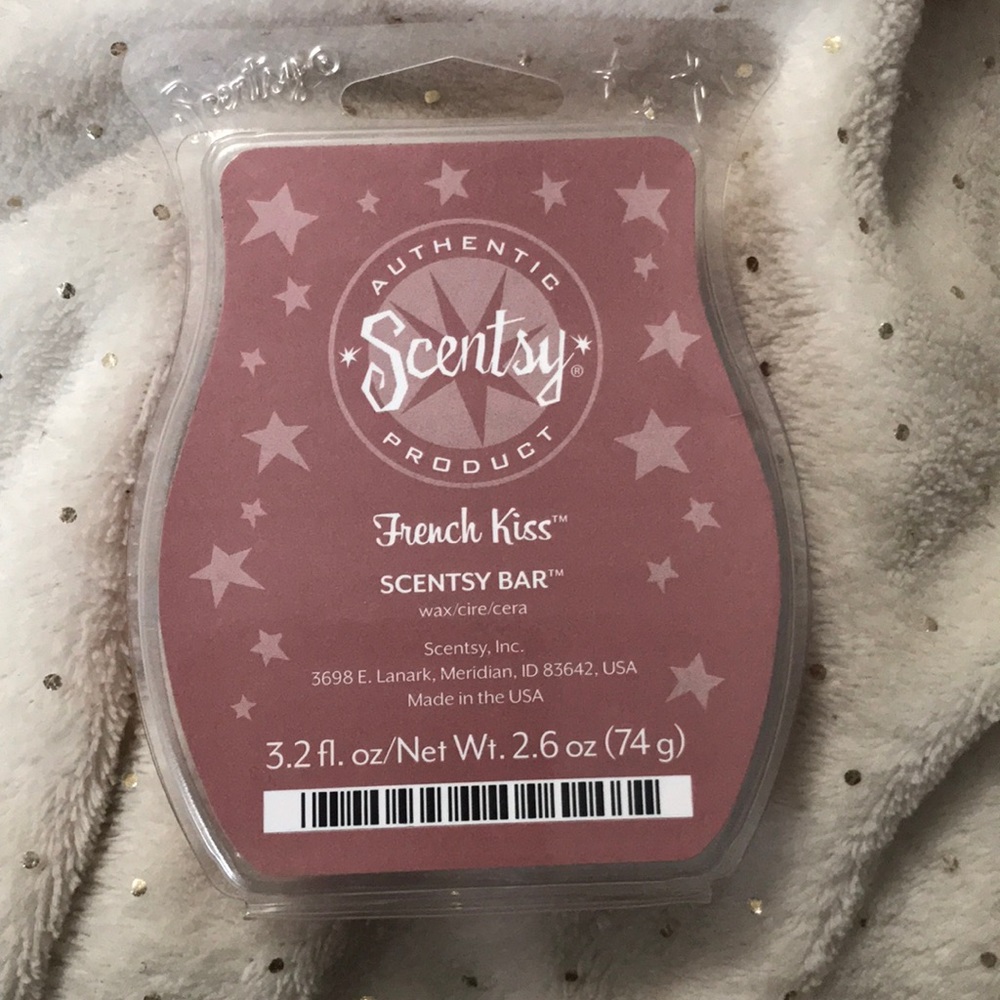 Scentsy
AUTHENTIC
Scentsy®
PRODUCT
French Kiss™
SCENTSY BAR™
wax/cire/cera
Scentsy, Inc.
3698 E. Lanark, Meridian, ID 83642, USA
Made in the USA
3.2 fl. oz/Net Wt. 2.6 oz (74 g)